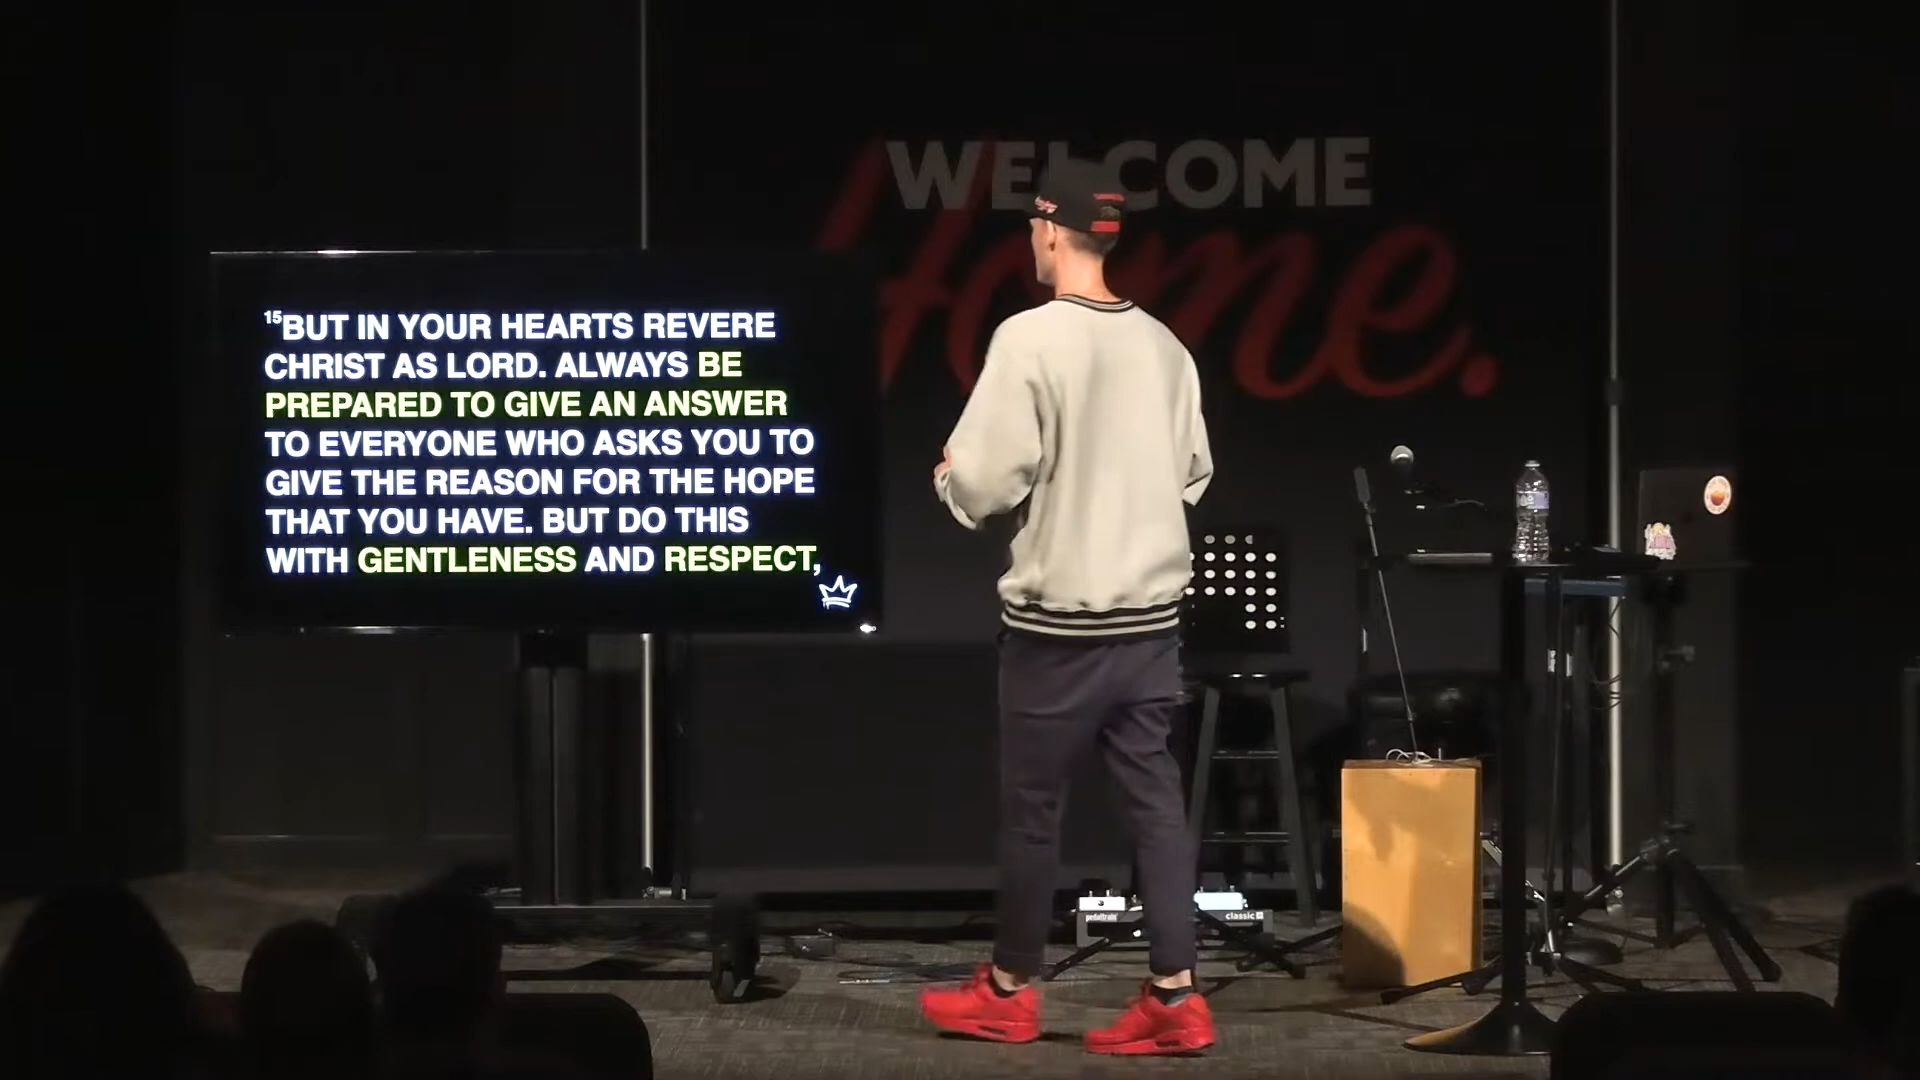 WELCOME
Home.
¹⁵BUT IN YOUR HEARTS REVERE
CHRIST AS LORD. ALWAYS BE
PREPARED TO GIVE AN ANSWER
TO EVERYONE WHO ASKS YOU TO
GIVE THE REASON FOR THE HOPE
THAT YOU HAVE. BUT DO THIS
WITH GENTLENESS AND RESPECT,
pedaltrain
classic